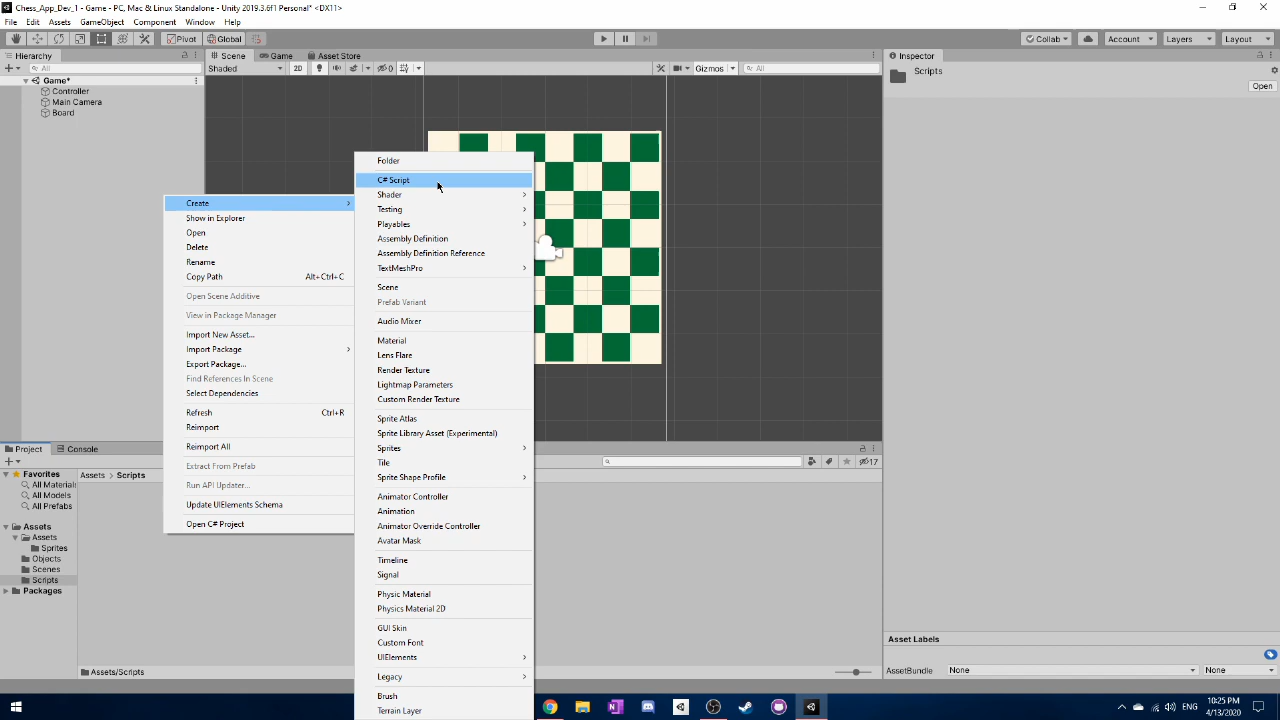 Chess_App_Dev_1 - Game - PC, Mac & Linux Standalone - Unity 2019.3.6f1 Personal* <DX11>
File Edit Assets GameObject Component Window Help
Pivot Global Collab Account Layers Layout
Hierarchy
All
Game*
Controller
Main Camera
Board
Scene Game Asset Store
Shaded 2D 0 Gizmos All
Inspector
Scripts
Open
Create
Show in Explorer
Open
Delete
Rename
Copy Path Alt+Ctrl+C
Open Scene Additive
View in Package Manager
Import New Asset...
Import Package
Export Package...
Find References In Scene
Select Dependencies
Refresh Ctrl+R
Reimport
Reimport All
Extract From Prefab
Run API Updater...
Update UIElements Schema
Open C# Project
Folder
C# Script
Shader
Testing
Playables
Assembly Definition
Assembly Definition Reference
TextMeshPro
Scene
Prefab Variant
Audio Mixer
Material
Lens Flare
Render Texture
Lightmap Parameters
Custom Render Texture
Sprite Atlas
Sprite Library Asset (Experimental)
Sprites
Tile
Sprite Shape Profile
Animator Controller
Animation
Animator Override Controller
Avatar Mask
Timeline
Signal
Physic Material
Physics Material 2D
GUI Skin
Custom Font
UIElements
Legacy
Brush
Terrain Layer
Project Console
17
Favorites
All Materials
All Models
All Prefabs
Assets
Assets
Sprites
Objects
Scenes
Scripts
Packages
Assets > Scripts
Assets/Scripts
Asset Labels
AssetBundle None None
ENG
10:25 PM
4/13/2020